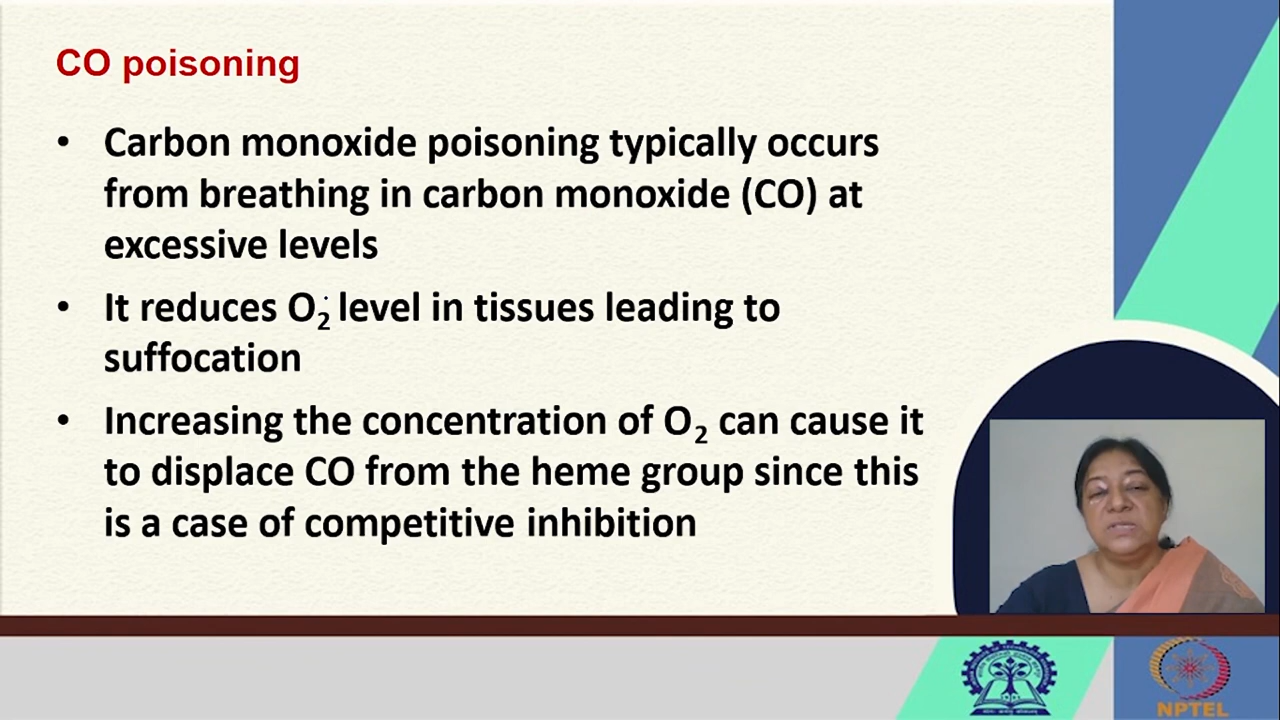 CO poisoning
• Carbon monoxide poisoning typically occurs
from breathing in carbon monoxide (CO) at
excessive levels
• It reduces O₂ level in tissues leading to
suffocation
• Increasing the concentration of O₂ can cause it
to displace CO from the heme group since this
is a case of competitive inhibition
NPTEL